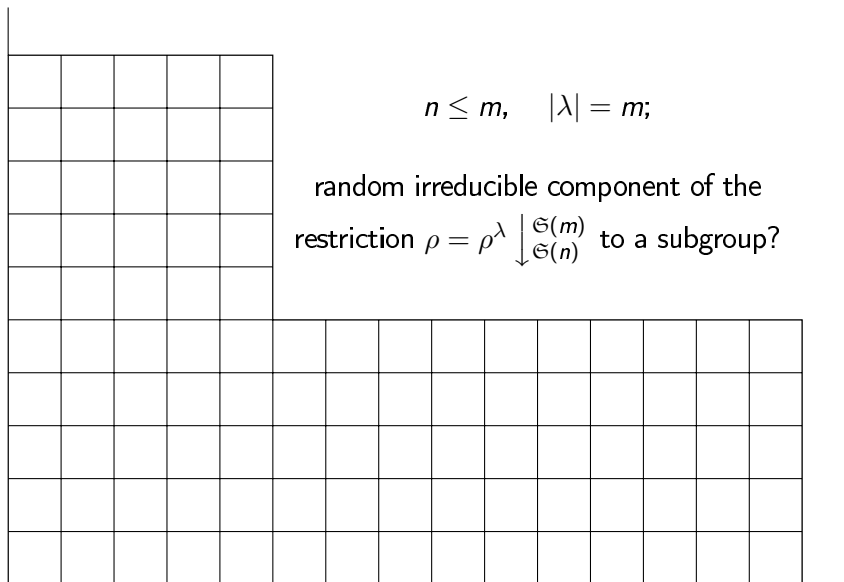 n ≤ m, |λ| = m;
random irreducible component of the
restriction ρ = ρ^λ ↓^{𝔖(m)}_{𝔖(n)} to a subgroup?